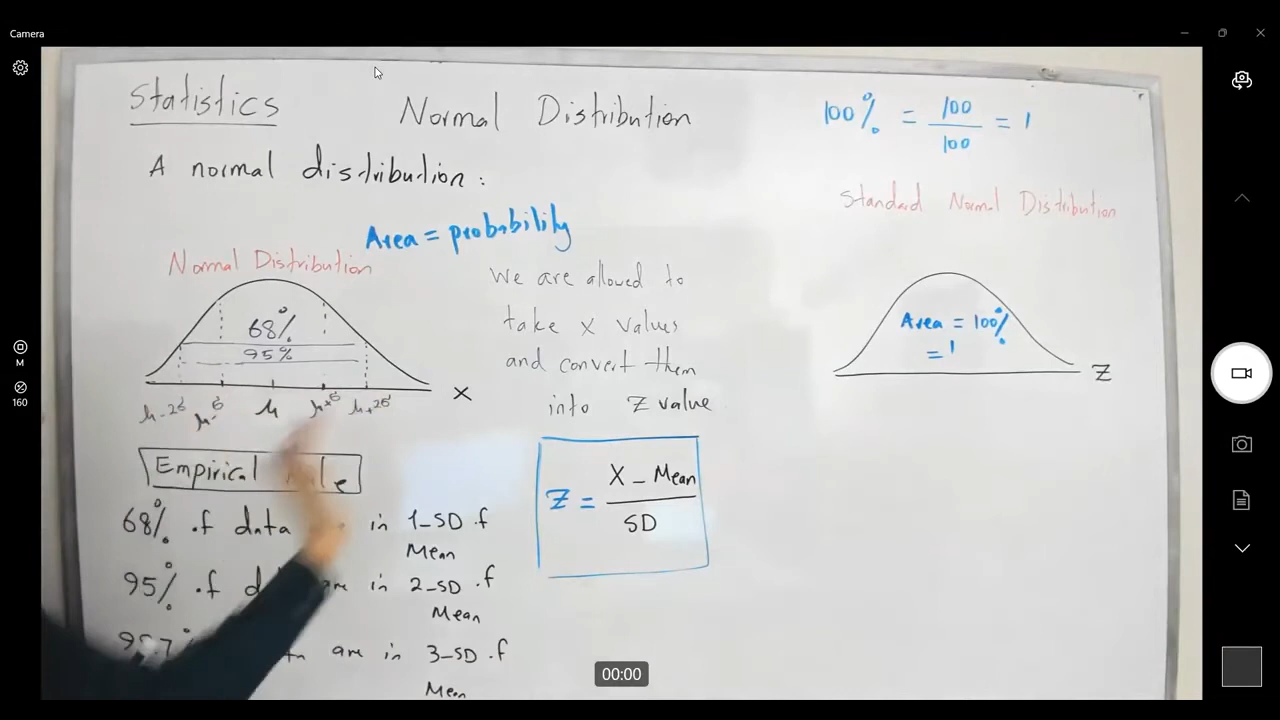 Camera
Statistics
Normal Distribution
100% = 100/100 = 1
A normal distribution:
Standard Normal Distribution
Area = probability
Normal Distribution
We are allowed to
take x values
and convert them
into Z value
68%
95%
μ-2σ μ-σ μ μ+σ μ+2σ X
Area = 100%
= 1
Z
Z = X - Mean / SD
Empirical
68% of data in 1-SD of
Mean
95% of are in 2-SD of
Mean
are in 3-SD of
Mean
M
160
00:00